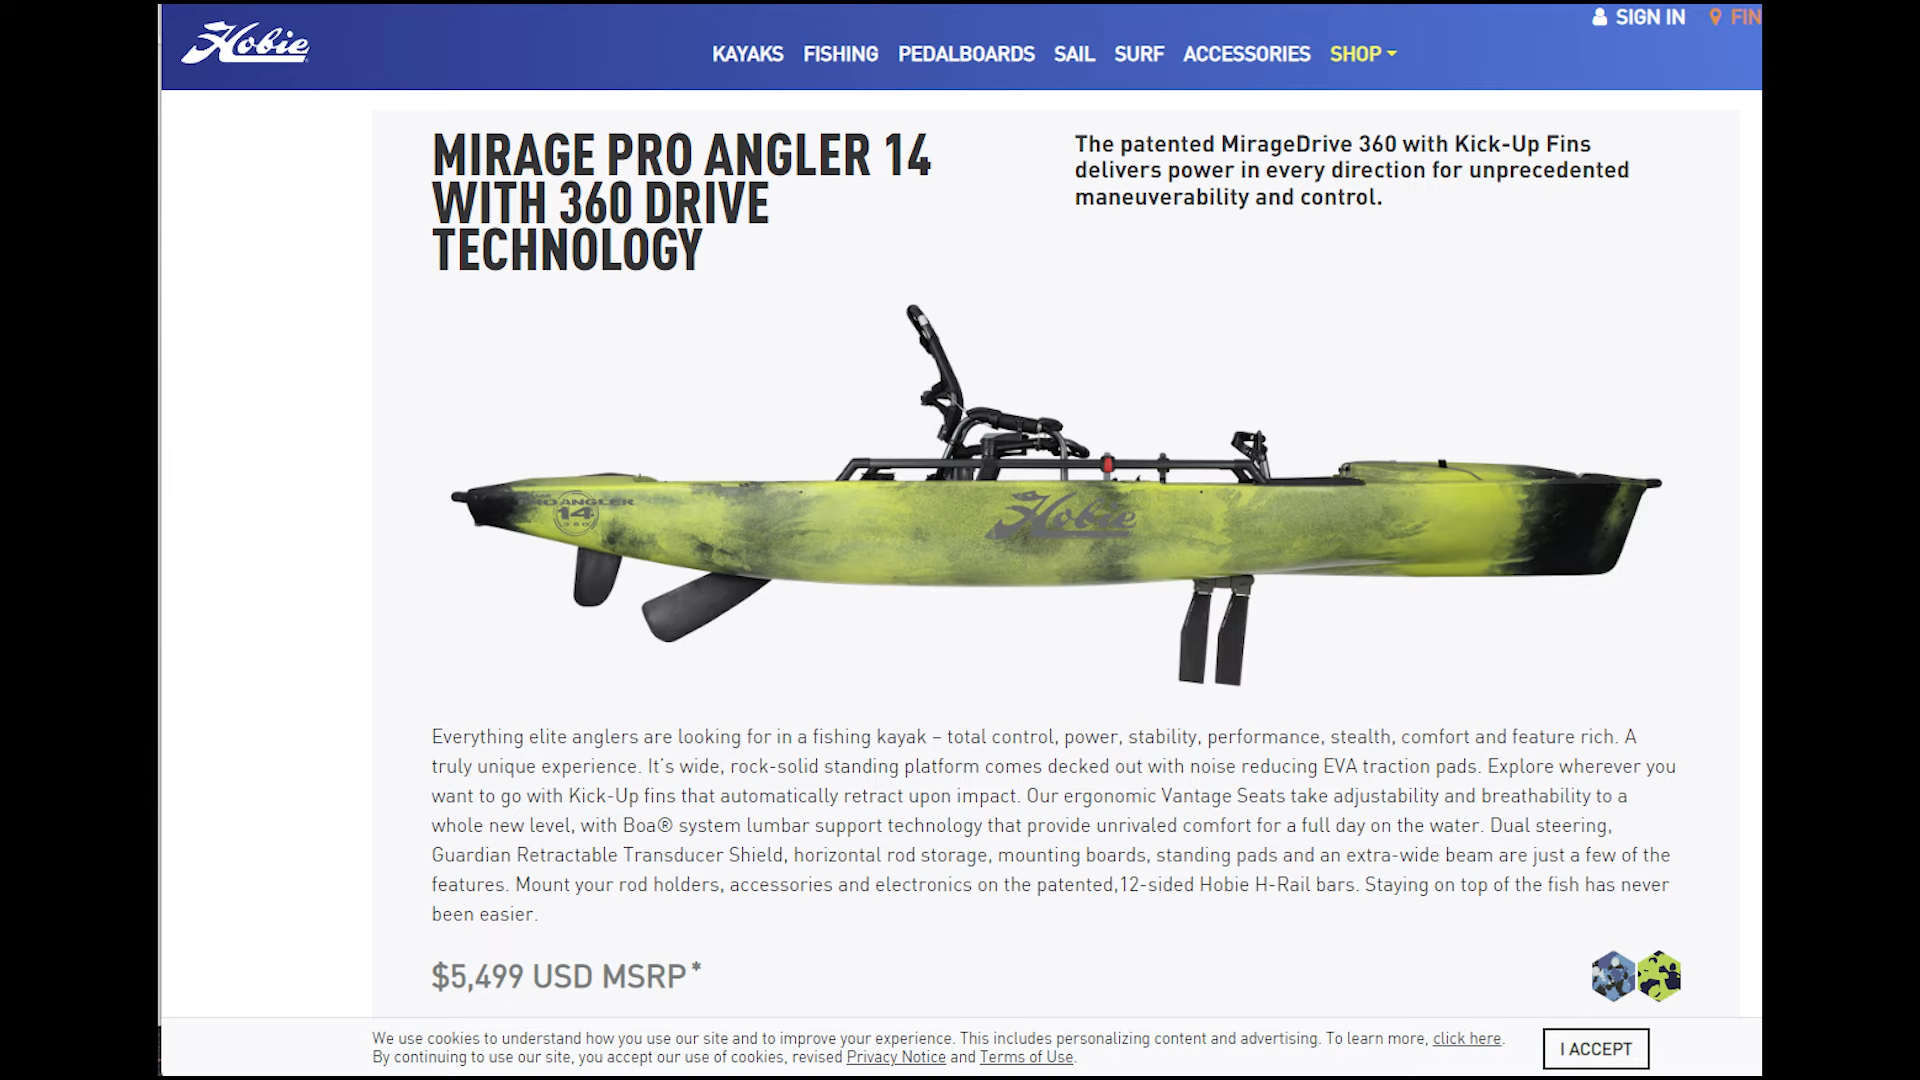 Hobie
SIGN IN
FIN
KAYAKS FISHING PEDALBOARDS SAIL SURF ACCESSORIES SHOP
MIRAGE PRO ANGLER 14
WITH 360 DRIVE
TECHNOLOGY
The patented MirageDrive 360 with Kick-Up Fins
delivers power in every direction for unprecedented
maneuverability and control.
PRO ANGLER
14
360
Hobie
Everything elite anglers are looking for in a fishing kayak – total control, power, stability, performance, stealth, comfort and feature rich. A
truly unique experience. It's wide, rock-solid standing platform comes decked out with noise reducing EVA traction pads. Explore wherever you
want to go with Kick-Up fins that automatically retract upon impact. Our ergonomic Vantage Seats take adjustability and breathability to a
whole new level, with Boa® system lumbar support technology that provide unrivaled comfort for a full day on the water. Dual steering,
Guardian Retractable Transducer Shield, horizontal rod storage, mounting boards, standing pads and an extra-wide beam are just a few of the
features. Mount your rod holders, accessories and electronics on the patented,12-sided Hobie H-Rail bars. Staying on top of the fish has never
been easier.
$5,499 USD MSRP*
We use cookies to understand how you use our site and to improve your experience. This includes personalizing content and advertising. To learn more, click here.
By continuing to use our site, you accept our use of cookies, revised Privacy Notice and Terms of Use.
I ACCEPT